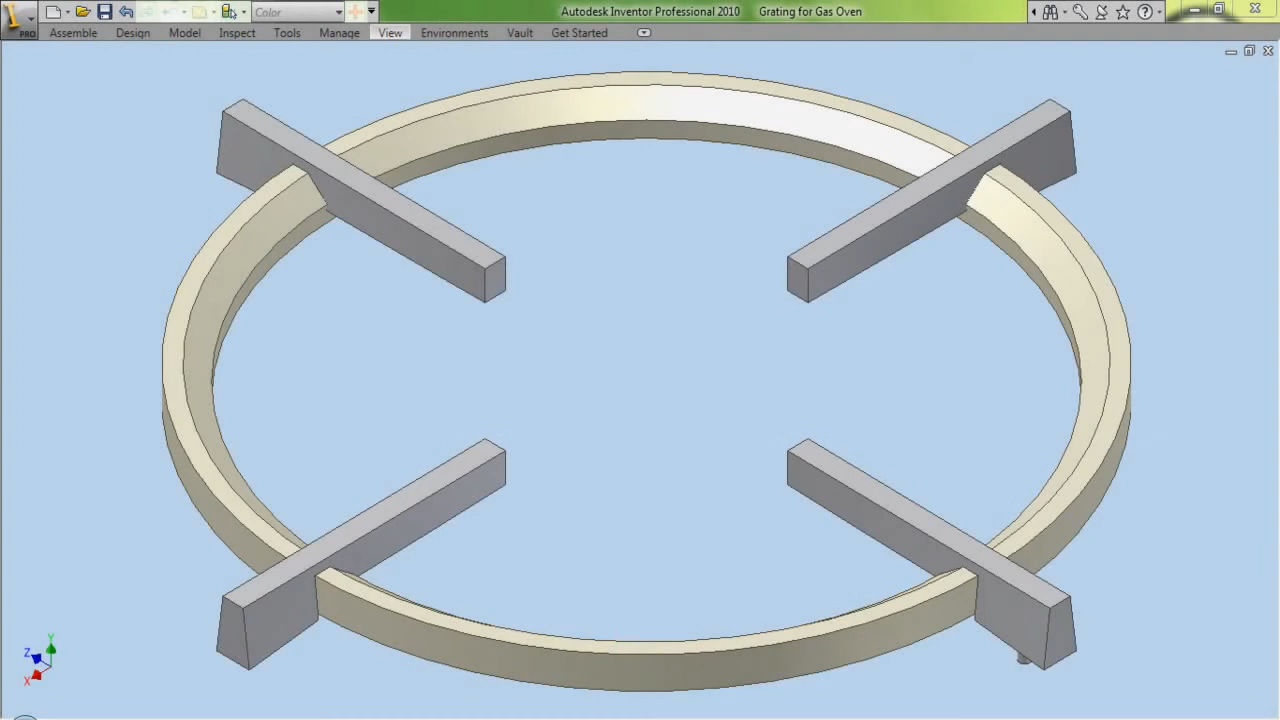 Color
Autodesk Inventor Professional 2010 Grating for Gas Oven
PRO
Assemble Design Model Inspect Tools Manage View Environments Vault Get Started
Y
Z
X